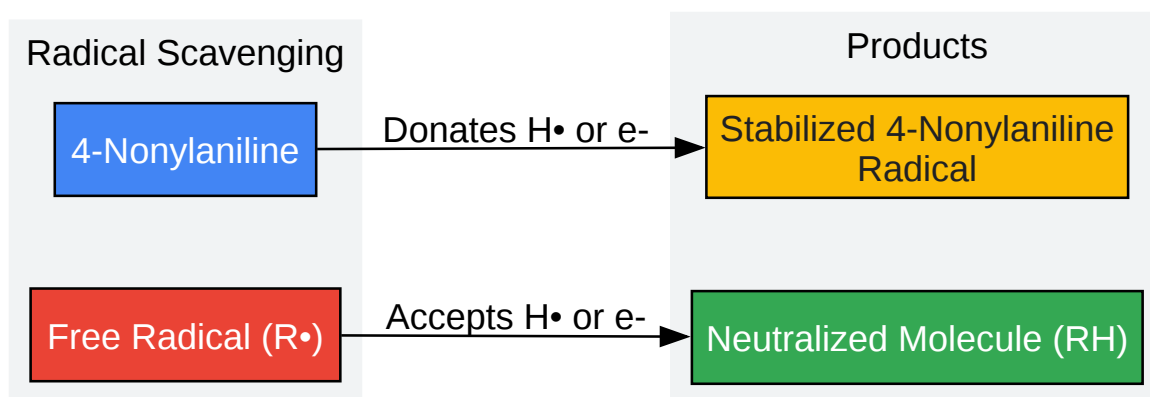 Radical Scavenging
Products
4-Nonylaniline
Donates H• or e-
Stabilized 4-Nonylaniline
Radical
Free Radical (R•)
Accepts H• or e-
Neutralized Molecule (RH)